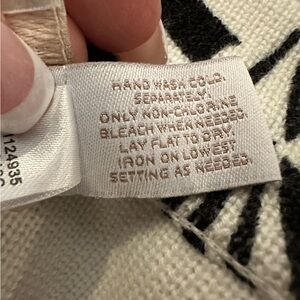 HAND WASH COLD.
SEPARATELY.
ONLY NON-CHLORINE
BLEACH WHEN NEEDED.
LAY FLAT TO DRY.
IRON ON LOWEST
SETTING AS NEEDED.
1124935